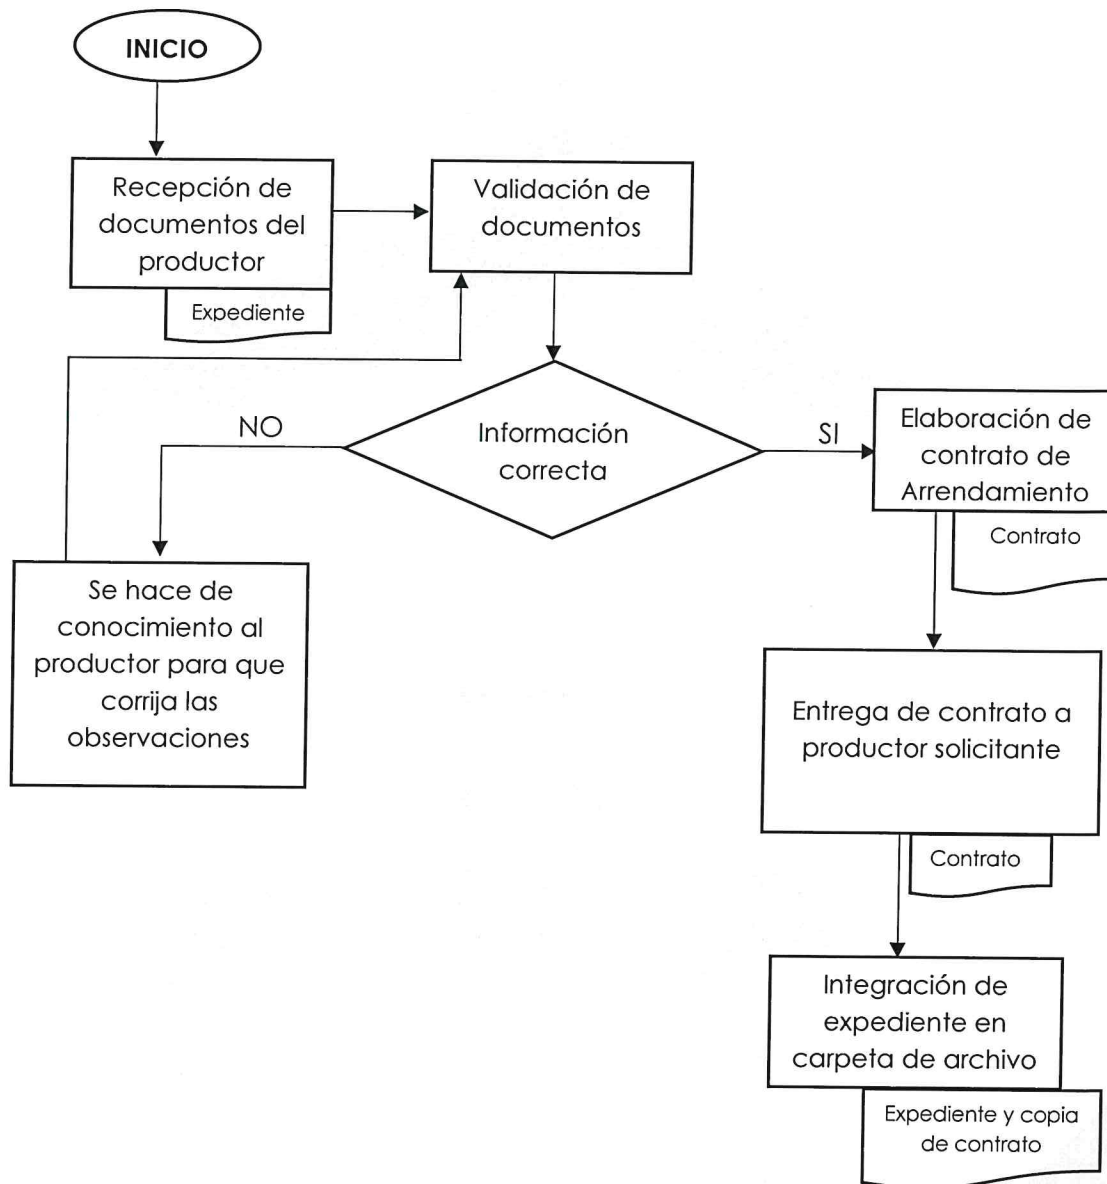 INICIO
Recepción de
documentos del
productor
Expediente
Validación de
documentos
Información
correcta
NO
SI
Se hace de
conocimiento al
productor para que
corrija las
observaciones
Elaboración de
contrato de
Arrendamiento
Contrato
Entrega de contrato a
productor solicitante
Contrato
Integración de
expediente en
carpeta de archivo
Expediente y copia
de contrato